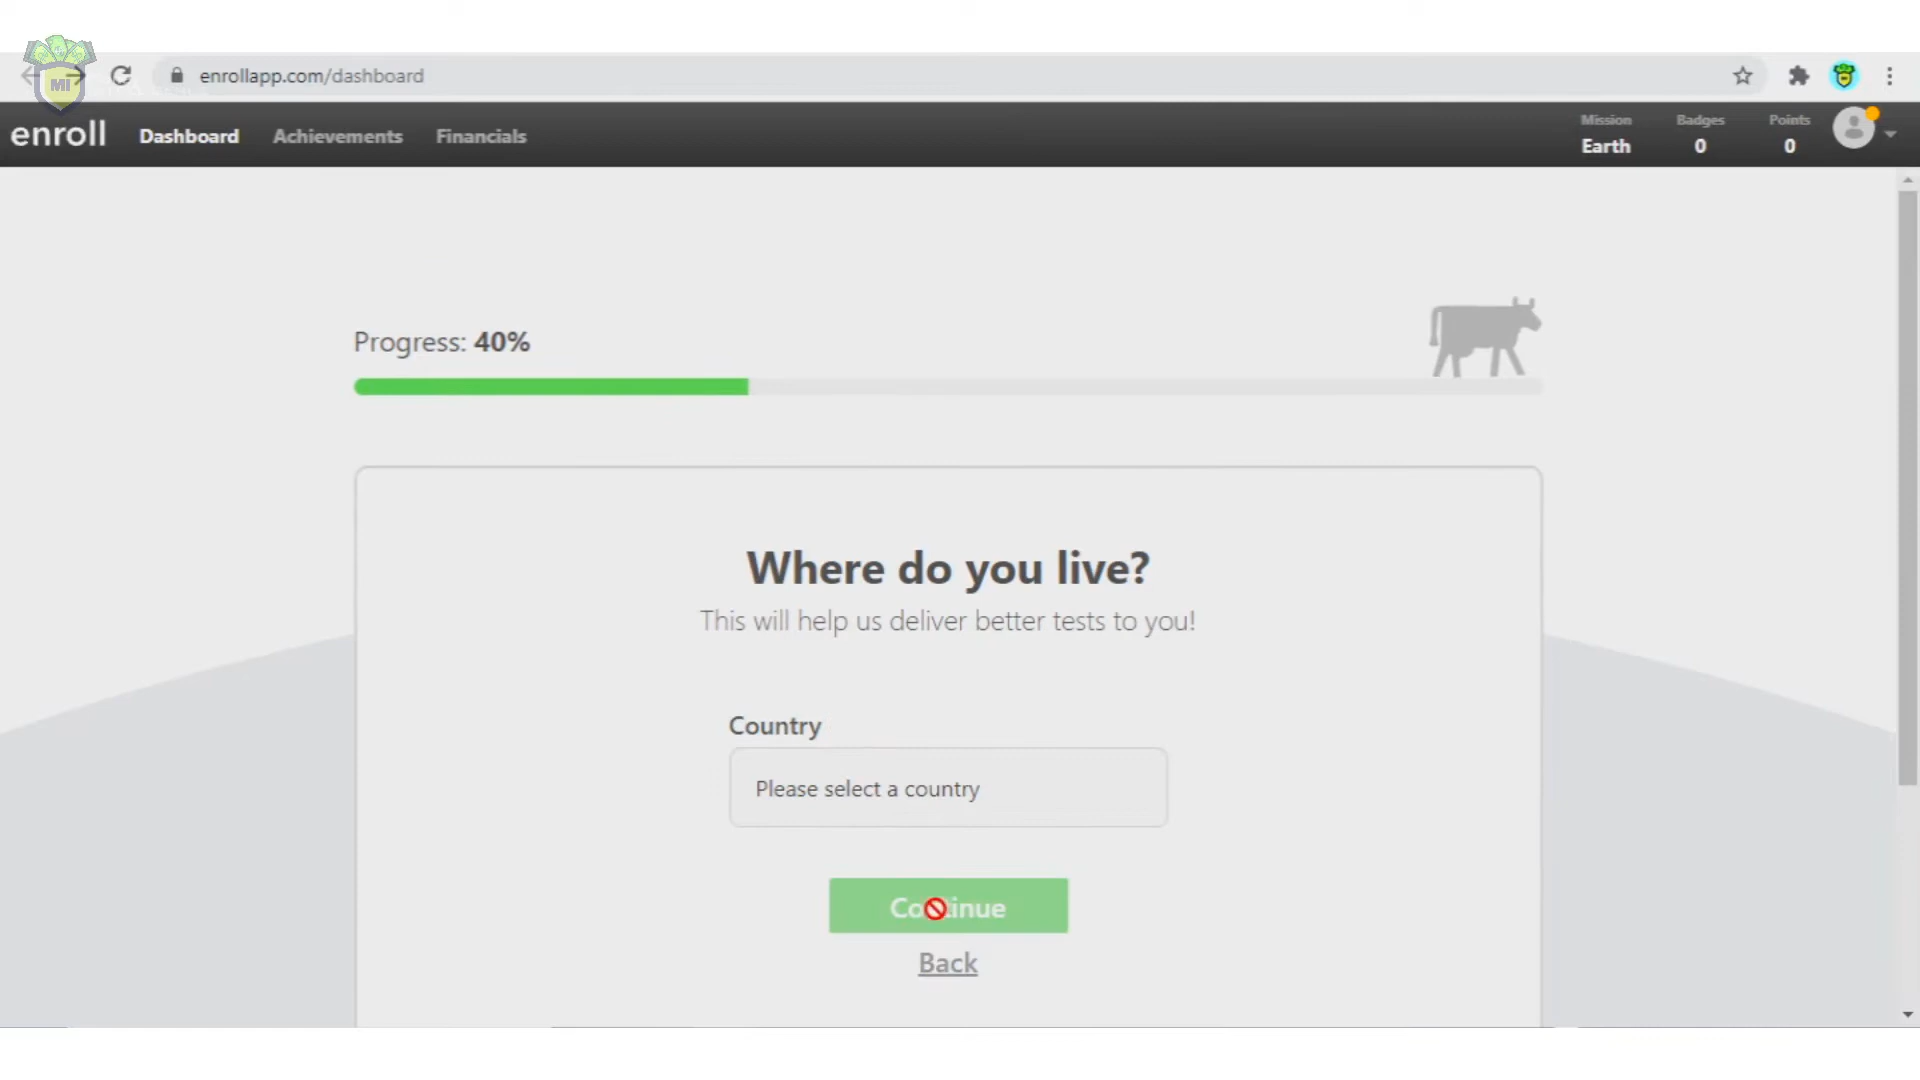 MI
enrollapp.com/dashboard
enroll
Dashboard
Achievements
Financials
Mission
Earth
Badges
0
Points
0
Progress: 40%
Where do you live?
This will help us deliver better tests to you!
Country
Please select a country
Continue
Back